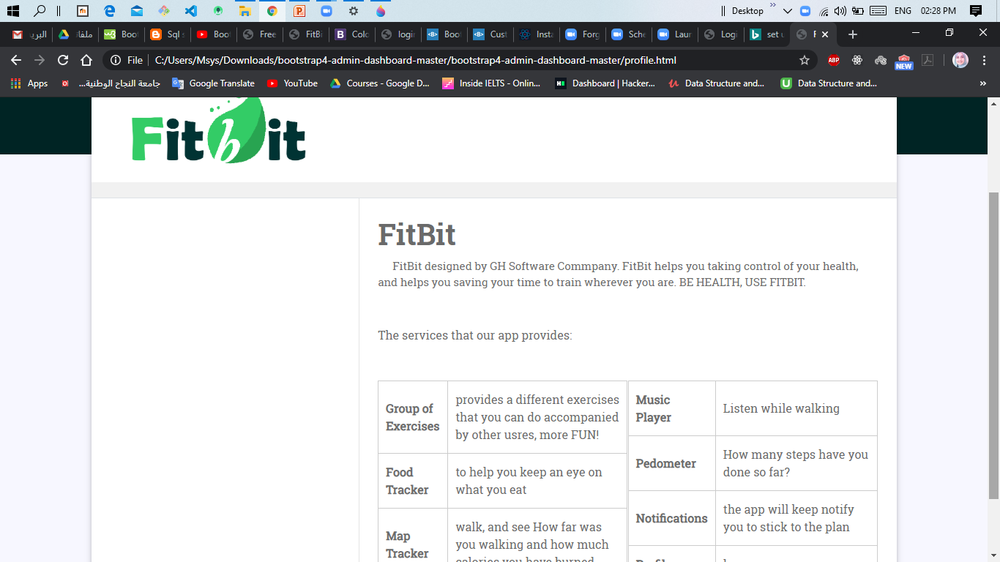 Desktop
ENG
02:28 PM
البريـ
ملفات
Boot
Sql s
Boot
Free
FitBi
Colo
login
Boot
Cust
Insta
Forg
Sche
Laur
Logi
set u
File
C:/Users/Msys/Downloads/bootstrap4-admin-dashboard-master/bootstrap4-admin-dashboard-master/profile.html
ABP
NEW
Apps
جامعة النجاح الوطنية...
Google Translate
YouTube
Courses - Google D...
Inside IELTS - Onlin...
Dashboard | Hacker...
Data Structure and...
Data Structure and...
Fitbit
FitBit
FitBit designed by GH Software Commpany. FitBit helps you taking control of your health,
and helps you saving your time to train wherever you are. BE HEALTH, USE FITBIT.
The services that our app provides:
Group of
Exercises
provides a different exercises
that you can do accompanied
by other usres, more FUN!
Food
Tracker
to help you keep an eye on
what you eat
Map
Tracker
walk, and see How far was
you walking and how much
calories you have burned
Music
Player
Listen while walking
Pedometer
How many steps have you
done so far?
Notifications
the app will keep notify
you to stick to the plan